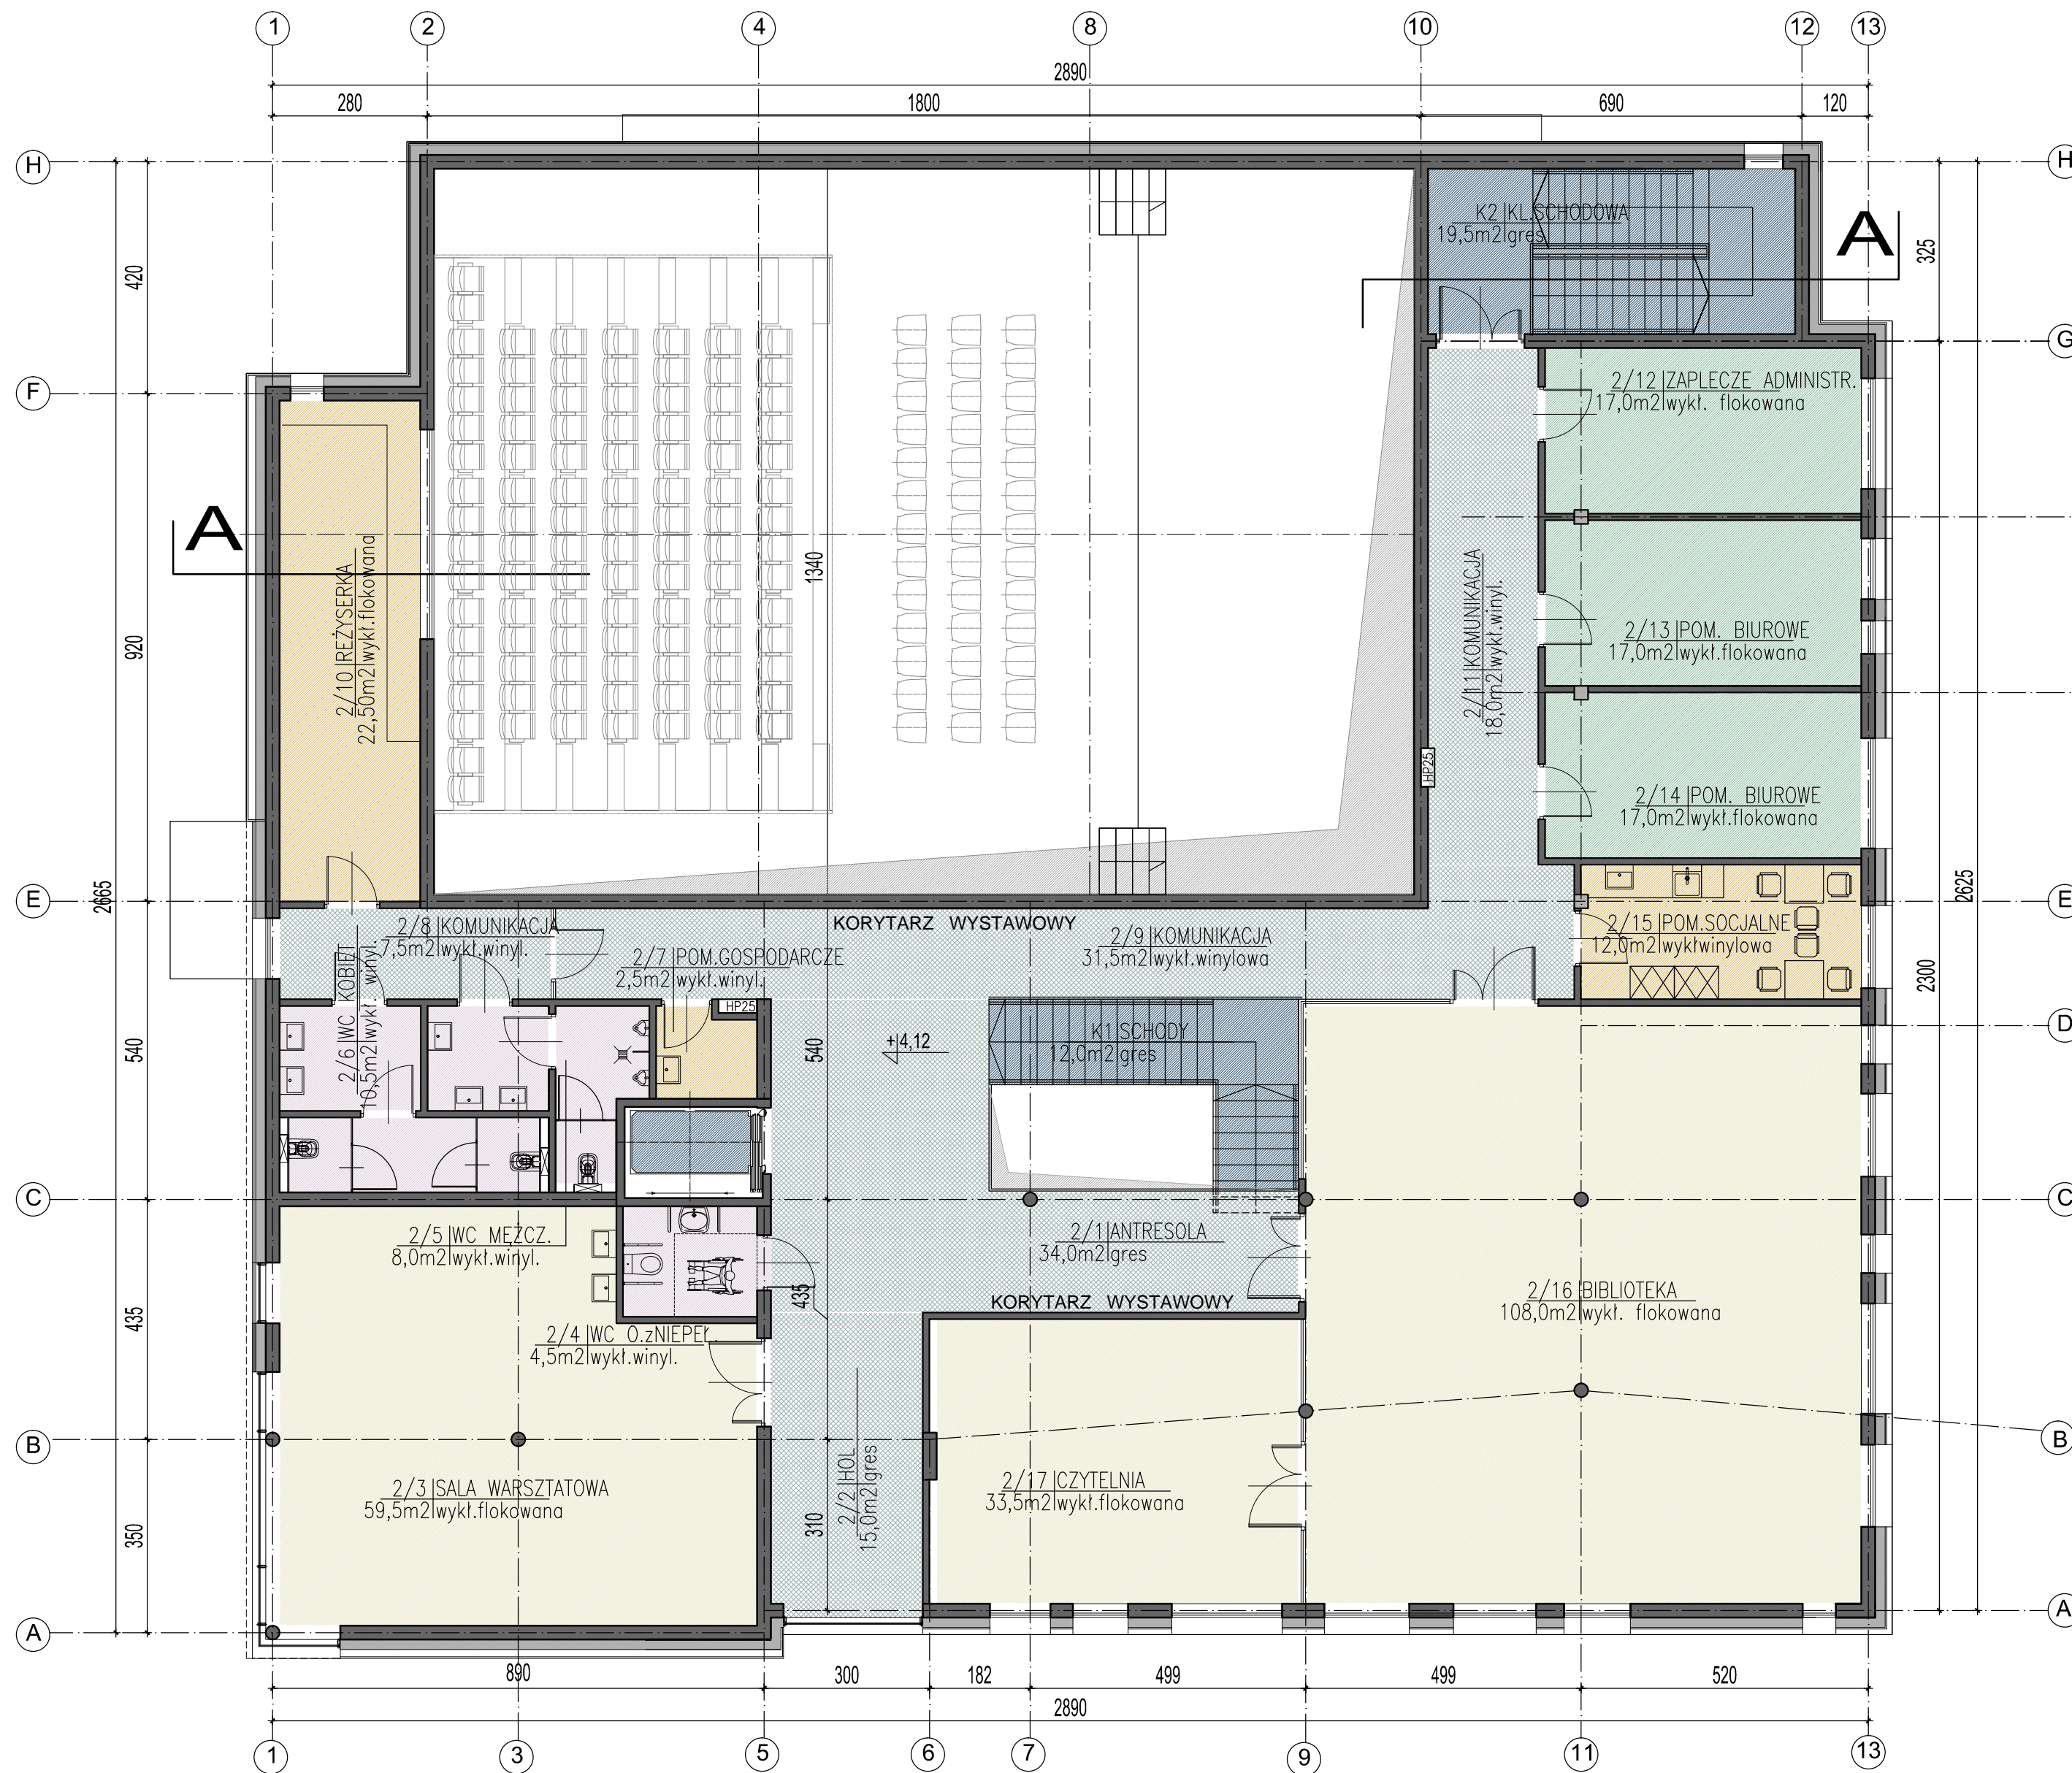 1 2 4 8 10 12 13
2890
280 1800 690 120
H H
K2 KL.SCHODOWA
19,5m2 gres
A
325
420
G
F
2/12 ZAPLECZE ADMINISTR.
17,0m2 wykł. flokowana
A
2/10 REŻYSERKA
22,50m2 wykł.flokowana
1340
2/11 KOMUNIKACJA
18,0m2 wykł.winyl.
2/13 POM. BIUROWE
17,0m2 wykł.flokowana
920
HP25
2/14 POM. BIUROWE
17,0m2 wykł.flokowana
2665
2625
E E
2/8 KOMUNIKACJA
7,5m2 wykł.winyl.
KORYTARZ WYSTAWOWY
2/7 POM.GOSPODARCZE
2,5m2 wykł.winyl.
2/9 KOMUNIKACJA
31,5m2 wykł.winylowa
2/15 POM.SOCJALNE
12,0m2 wykłwinylowa
2/6 WC KOBIET
10,5m2 wykł. winyl.
HP25
2300
D
540
540
+4,12
K1 SCHODY
12,0m2 gres
C C
2/5 WC MĘŻCZ.
8,0m2 wykł.winyl.
2/1 ANTRESOLA
34,0m2 gres
435
435
KORYTARZ WYSTAWOWY
2/16 BIBLIOTEKA
108,0m2 wykł. flokowana
2/4 WC O.zNIEPEŁ.
4,5m2 wykł.winyl.
B B
2/3 SALA WARSZTATOWA
59,5m2 wykł.flokowana
2/2 HOL
15,0m2 gres
2/17 CZYTELNIA
33,5m2 wykł.flokowana
350
310
A A
890 300 182 499 499 520
2890
1 3 5 6 7 9 11 13